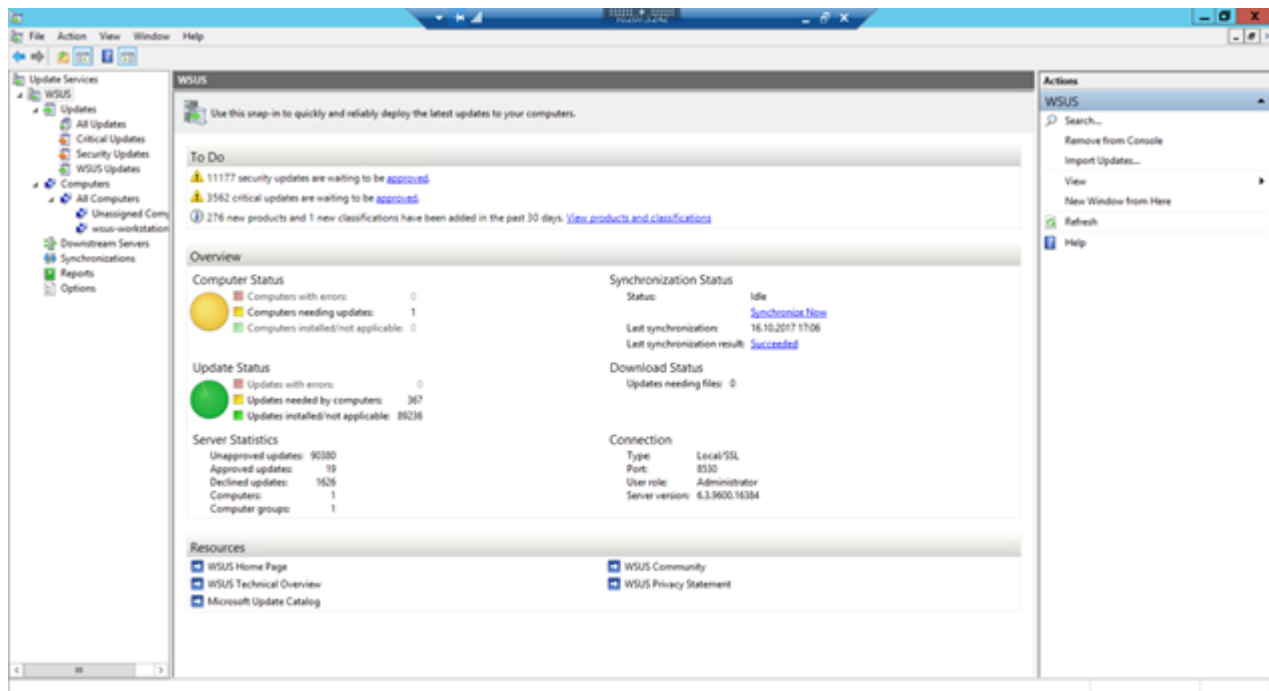 File Action View Window Help
Update Services
WSUS
Updates
All Updates
Critical Updates
Security Updates
WSUS Updates
Computers
All Computers
Unassigned Comp
wsus-workstation
Downstream Servers
Synchronizations
Reports
Options
WSUS
Use this snap-in to quickly and reliably deploy the latest updates to your computers.
To Do
11177 security updates are waiting to be approved.
3562 critical updates are waiting to be approved.
276 new products and 1 new classifications have been added in the past 30 days. View products and classifications
Overview
Computer Status
Computers with errors: 0
Computers needing updates: 1
Computers installed/not applicable: 0
Update Status
Updates with errors: 0
Updates needed by computers: 367
Updates installed/not applicable: 89236
Server Statistics
Unapproved updates: 90380
Approved updates: 19
Declined updates: 1626
Computers: 1
Computer groups: 1
Synchronization Status
Status: Idle
Synchronize Now
Last synchronization: 16.10.2017 17:06
Last synchronization result: Succeeded
Download Status
Updates needing files: 0
Connection
Type: Local/SSL
Port: 8530
User role: Administrator
Server version: 6.3.9600.16384
Resources
WSUS Home Page
WSUS Technical Overview
Microsoft Update Catalog
WSUS Community
WSUS Privacy Statement
Actions
WSUS
Search...
Remove from Console
Import Updates...
View
New Window from Here
Refresh
Help